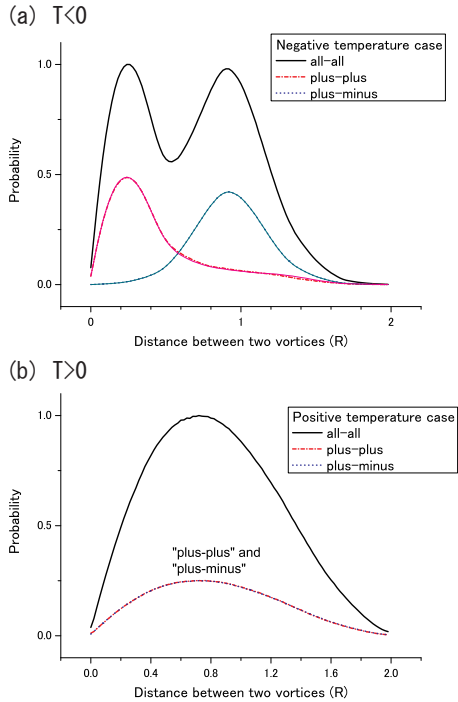 (a) T<0
Negative temperature case
all-all
plus-plus
plus-minus
1.0
0.5
0.0
Probability
0
1
2
Distance between two vortices (R)
(b) T>0
Positive temperature case
all-all
plus-plus
plus-minus
1.0
0.5
0.0
Probability
"plus-plus" and
"plus-minus"
0.0
0.4
0.8
1.2
1.6
2.0
Distance between two vortices (R)